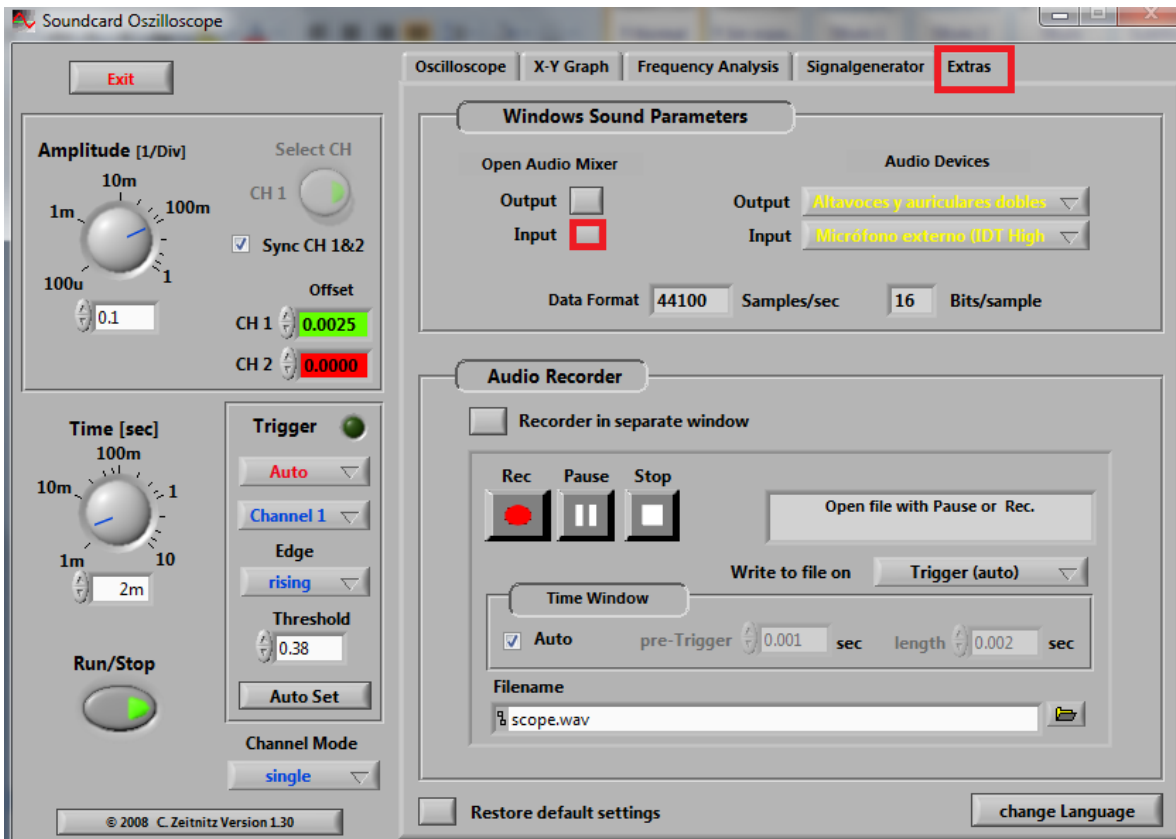 Soundcard Oszilloscope
Exit
Amplitude [1/Div]
Select CH
10m
1m
100m
CH 1
Sync CH 1&2
100u
1
Offset
0.1
CH 1 0.0025
CH 2 0.0000
Time [sec]
100m
10m
1
1m
10
2m
Run/Stop
Trigger
Auto
Channel 1
Edge
rising
Threshold
0.38
Auto Set
Channel Mode
single
© 2008 C. Zeitnitz Version 1.30
Oscilloscope X-Y Graph Frequency Analysis Signalgenerator Extras
Windows Sound Parameters
Open Audio Mixer
Output
Input
Audio Devices
Output Altavoces y auriculares dobles
Input Micrófono externo (IDT High
Data Format 44100 Samples/sec 16 Bits/sample
Audio Recorder
Recorder in separate window
Rec Pause Stop
Open file with Pause or Rec.
Write to file on Trigger (auto)
Time Window
Auto pre-Trigger 0.001 sec length 0.002 sec
Filename
scope.wav
Restore default settings
change Language